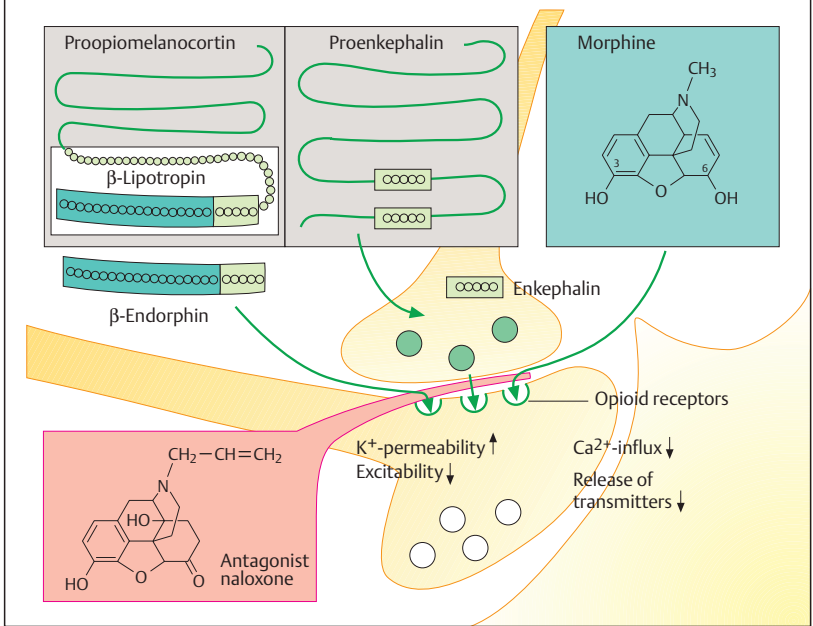 Proopiomelanocortin
β-Lipotropin
β-Endorphin
Proenkephalin
Enkephalin
Morphine
CH₃
N
3
6
HO
O
OH
Opioid receptors
K⁺-permeability ↑
Excitability ↓
Ca²⁺-influx ↓
Release of
transmitters ↓
CH₂–CH=CH₂
N
HO
HO
O
O
Antagonist
naloxone